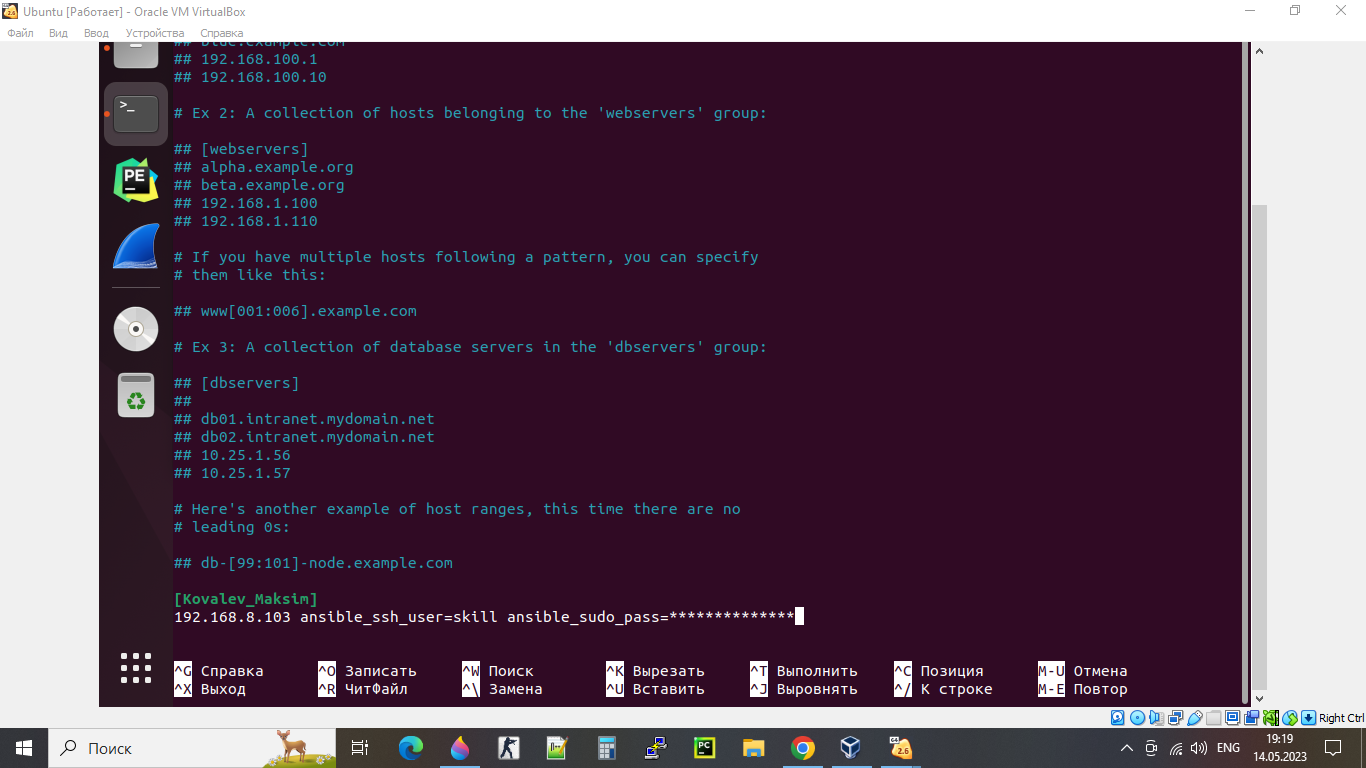 Ubuntu [Работает] - Oracle VM VirtualBox
Файл Вид Ввод Устройства Справка
## blue.example.com
## 192.168.100.1
## 192.168.100.10
# Ex 2: A collection of hosts belonging to the 'webservers' group:
## [webservers]
## alpha.example.org
## beta.example.org
## 192.168.1.100
## 192.168.1.110
# If you have multiple hosts following a pattern, you can specify
# them like this:
## www[001:006].example.com
# Ex 3: A collection of database servers in the 'dbservers' group:
## [dbservers]
##
## db01.intranet.mydomain.net
## db02.intranet.mydomain.net
## 10.25.1.56
## 10.25.1.57
# Here's another example of host ranges, this time there are no
# leading 0s:
## db-[99:101]-node.example.com
[Kovalev_Maksim]
192.168.8.103 ansible_ssh_user=skill ansible_sudo_pass=**************
^G Справка ^O Записать ^W Поиск ^K Вырезать ^T Выполнить ^C Позиция M-U Отмена
^X Выход ^R ЧитФайл ^\ Замена ^U Вставить ^J Выровнять ^/ К строке M-E Повтор
>_
PE
Right Ctrl
Поиск
PC
2.6
ENG
19:19
14.05.2023